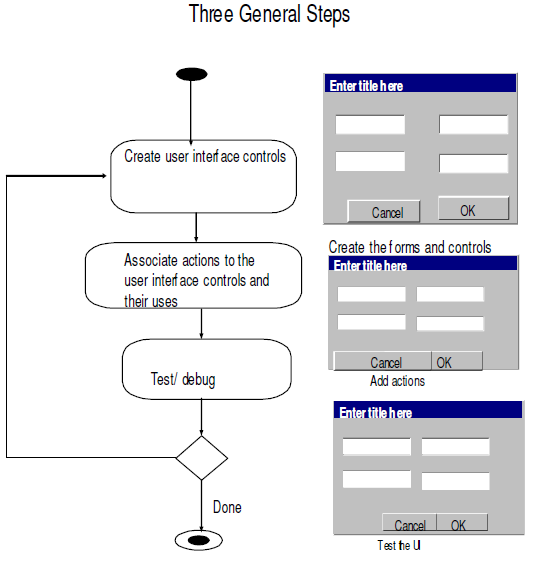 Three General Steps
Create user interface controls
Associate actions to the
user interface controls and
their uses
Test/ debug
Done
Enter title here
Cancel
OK
Create the forms and controls
Enter title here
Cancel
OK
Add actions
Enter title here
Cancel
OK
Test the UI